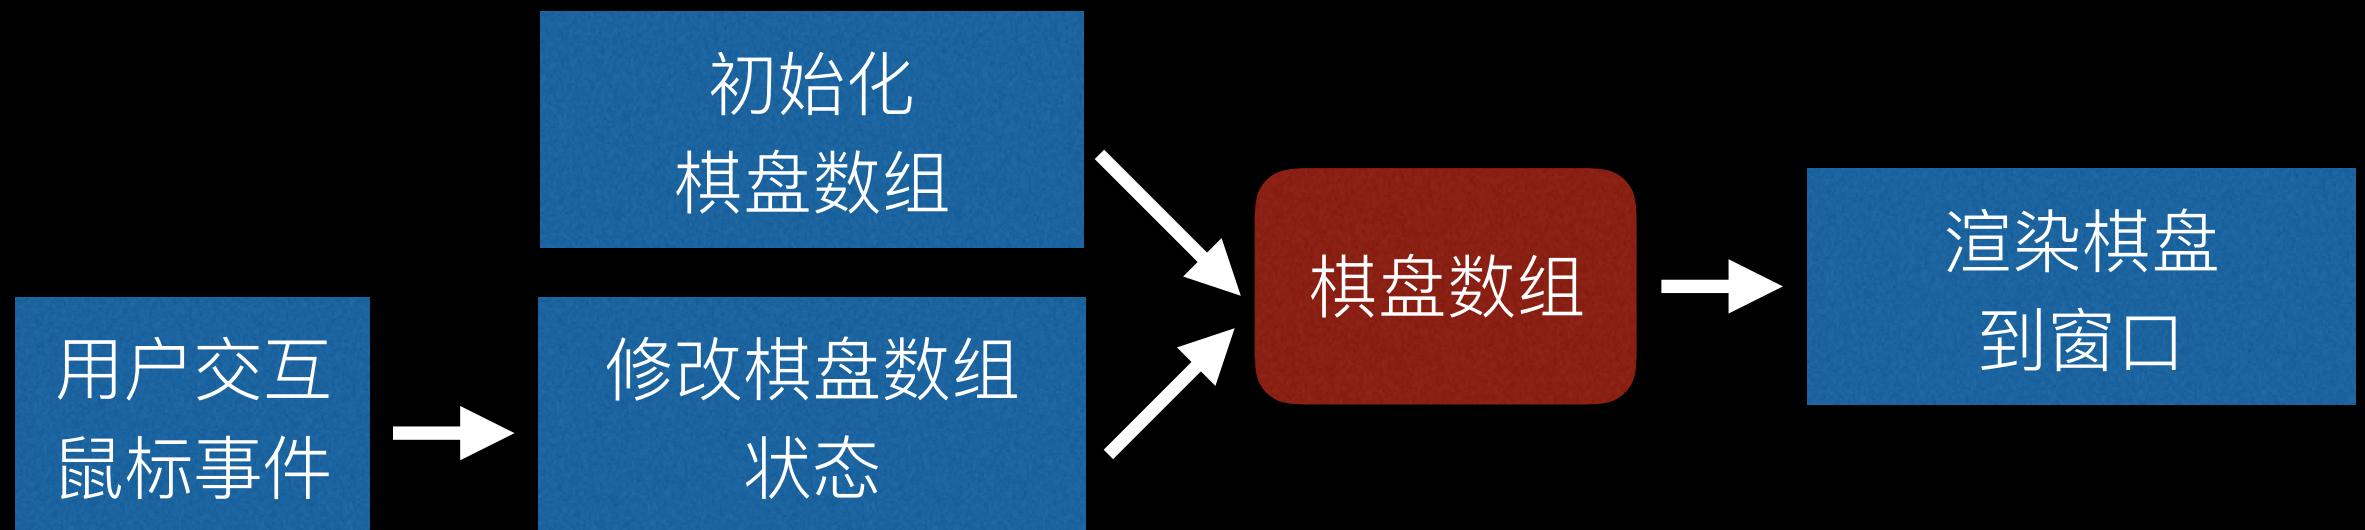 初始化
棋盘数组
用户交互
鼠标事件
修改棋盘数组
状态
棋盘数组
渲染棋盘
到窗口